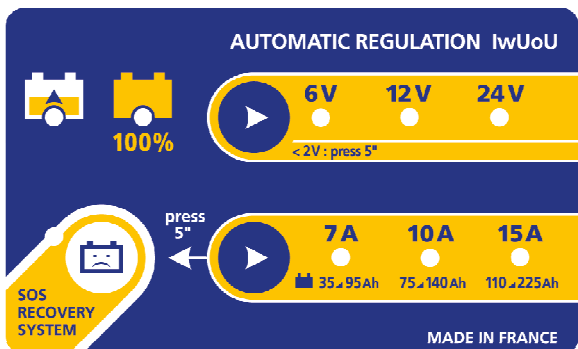 AUTOMATIC REGULATION IwUoU
6V 12V 24V
100%
< 2V : press 5"
press
5"
7A 10A 15A
35 95Ah 75 140Ah 110 225Ah
SOS
RECOVERY
SYSTEM
MADE IN FRANCE